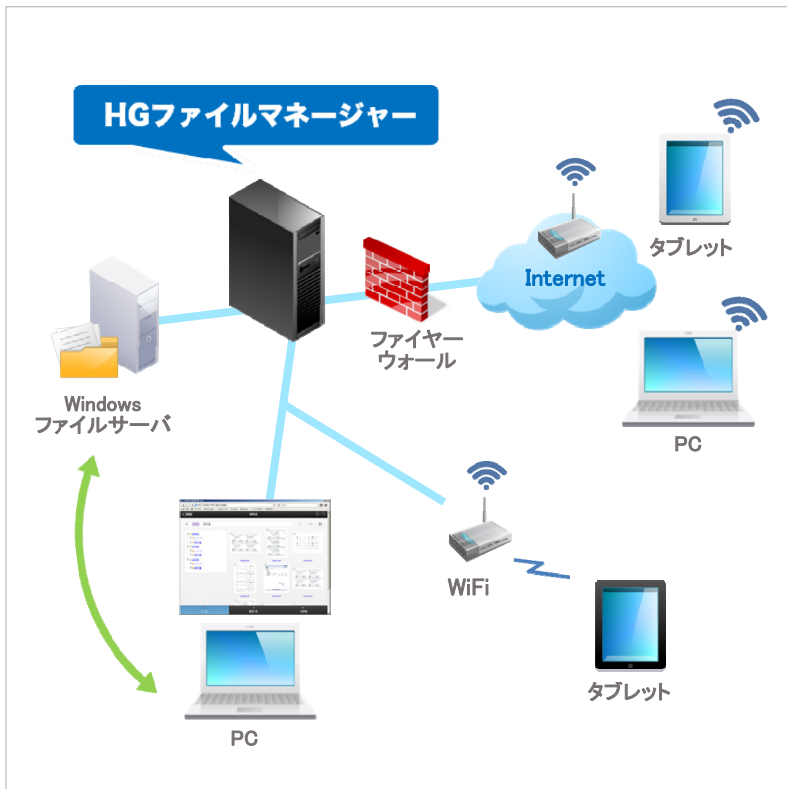 HGファイルマネージャー
タブレット
Internet
ファイヤー
ウォール
PC
Windows
ファイルサーバ
WiFi
タブレット
PC